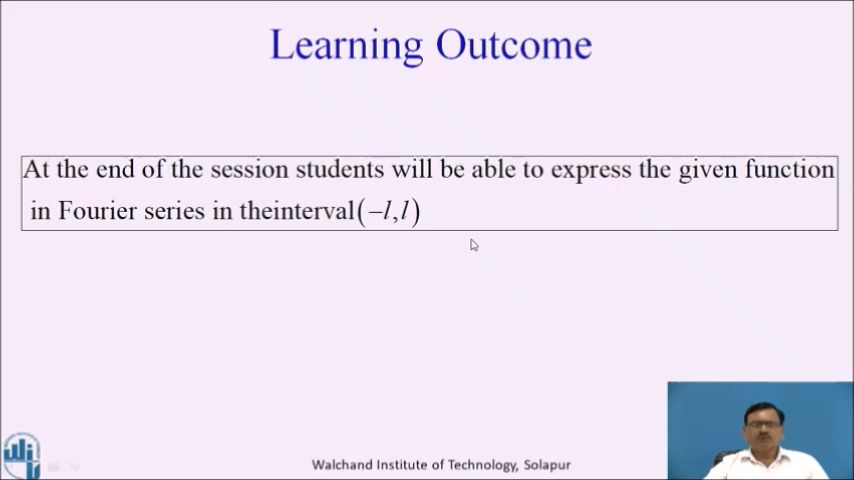 Learning Outcome
At the end of the session students will be able to express the given function
in Fourier series in theinterval(−l,l)
Walchand Institute of Technology, Solapur